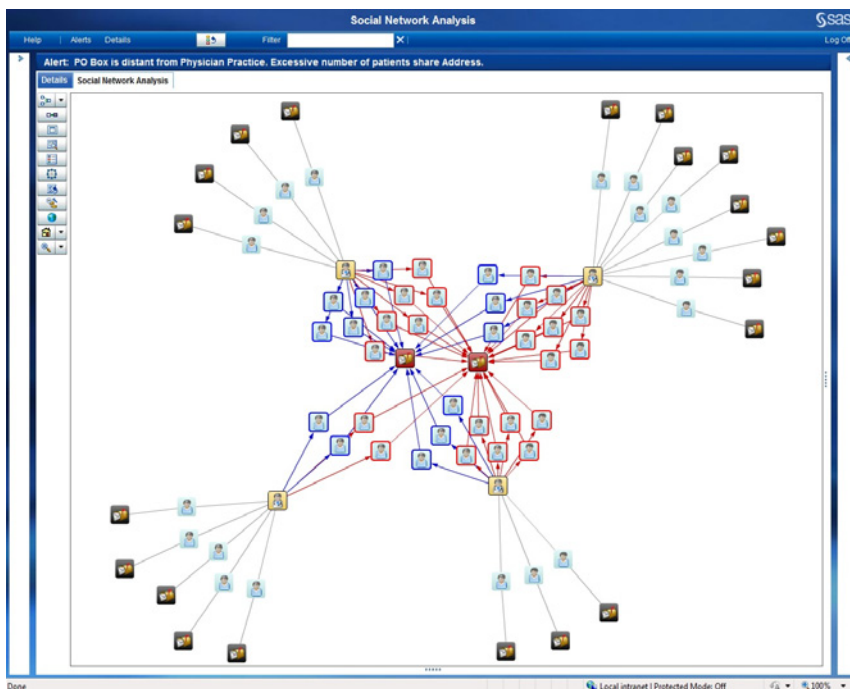 Social Network Analysis
sas
Help Alerts Details Filter Log Off
Alert: PO Box is distant from Physician Practice. Excessive number of patients share Address.
Details Social Network Analysis
Done Local intranet | Protected Mode: Off 100%